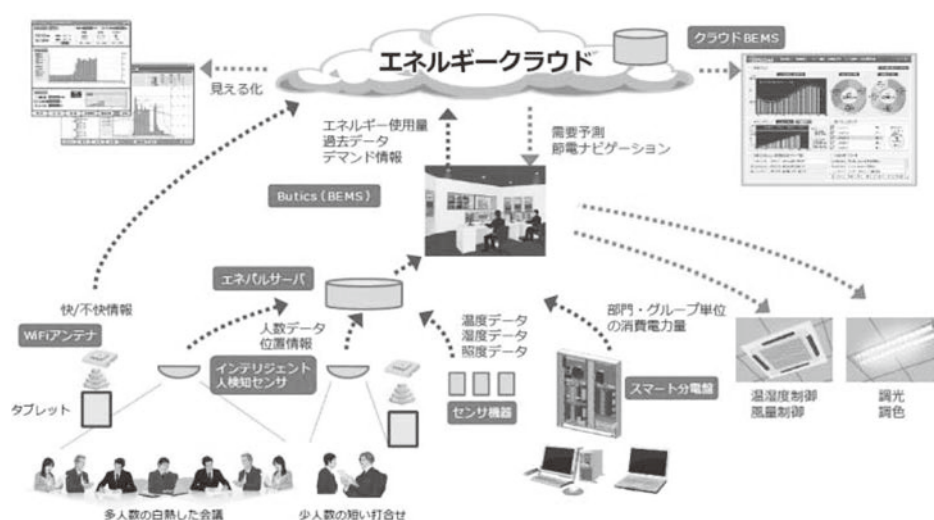 エネルギークラウド
クラウドBEMS
見える化
エネルギー使用量
過去データ
デマンド情報
需要予測
節電ナビゲーション
Butics(BEMS)
エネパルサーバ
快/不快情報
WiFiアンテナ
人数データ
位置情報
温度データ
湿度データ
照度データ
部門・グループ単位
の消費電力量
インテリジェント
人検知センサ
タブレット
センサ機器
スマート分電盤
温湿度制御
風量制御
調光
調色
多人数の白熱した会議
少人数の短い打合せ